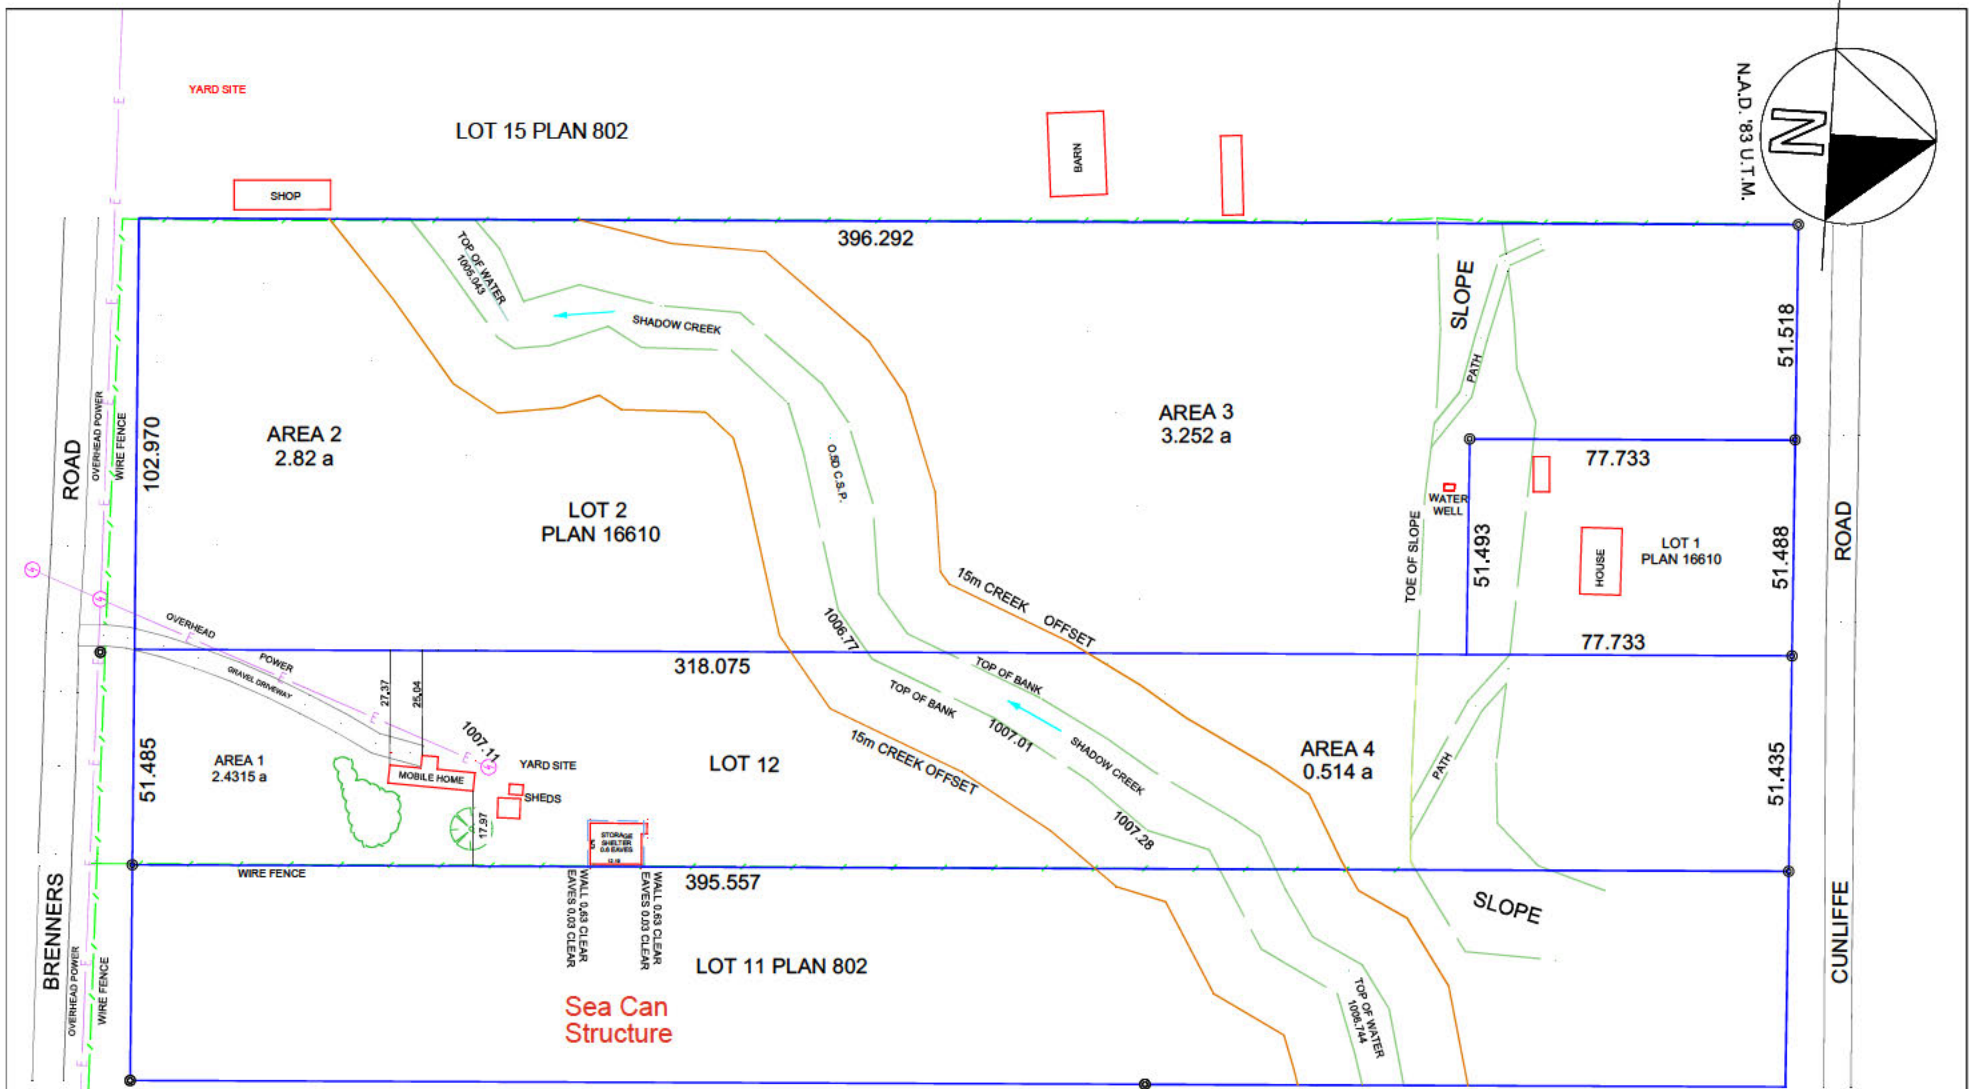 YARD SITE
LOT 15 PLAN 802
SHOP
BARN
N.A.D. '83 U.T.M.
N
396.292
TOP OF WATER
1005.043
SHADOW CREEK
SLOPE
PATH
51.518
ROAD
OVERHEAD POWER
WIRE FENCE
102.970
AREA 2
2.82 a
AREA 3
3.252 a
0.5D C.S.P.
77.733
WATER
WELL
LOT 2
PLAN 16610
TOE OF SLOPE
51.493
HOUSE
LOT 1
PLAN 16610
51.488
ROAD
15m CREEK OFFSET
OVERHEAD
POWER
GRAVEL DRIVEWAY
1006.77
77.733
318.075
27.37
25.04
TOP OF BANK
TOP OF BANK
1007.11
51.485
AREA 1
2.4315 a
MOBILE HOME
YARD SITE
SHEDS
17.97
LOT 12
15m CREEK OFFSET
1007.01
SHADOW CREEK
1007.28
AREA 4
0.514 a
PATH
51.435
STORAGE
SHELTER
0.6 EAVES
WIRE FENCE
395.557
WALL 0.63 CLEAR
EAVES 0.03 CLEAR
WALL 0.63 CLEAR
EAVES 0.03 CLEAR
SLOPE
BRENNERS
OVERHEAD POWER
WIRE FENCE
LOT 11 PLAN 802
CUNLIFFE
Sea Can
Structure
TOP OF WATER
1006.744